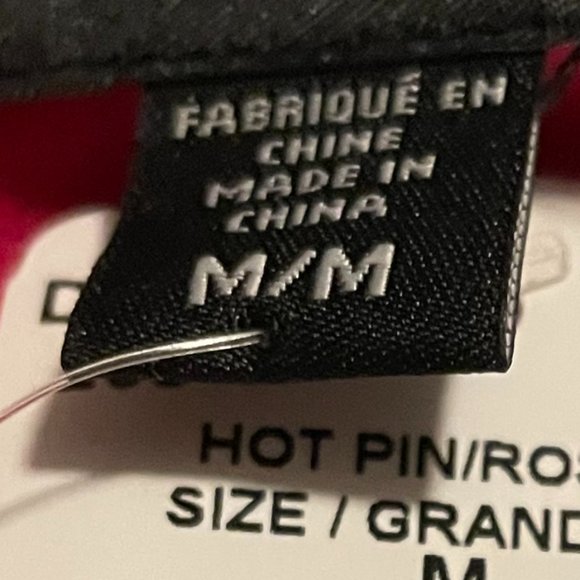 FABRIQUÉ EN
CHINE
MADE IN
CHINA
M/M
D
HOT PIN/ROS
SIZE / GRAND
M